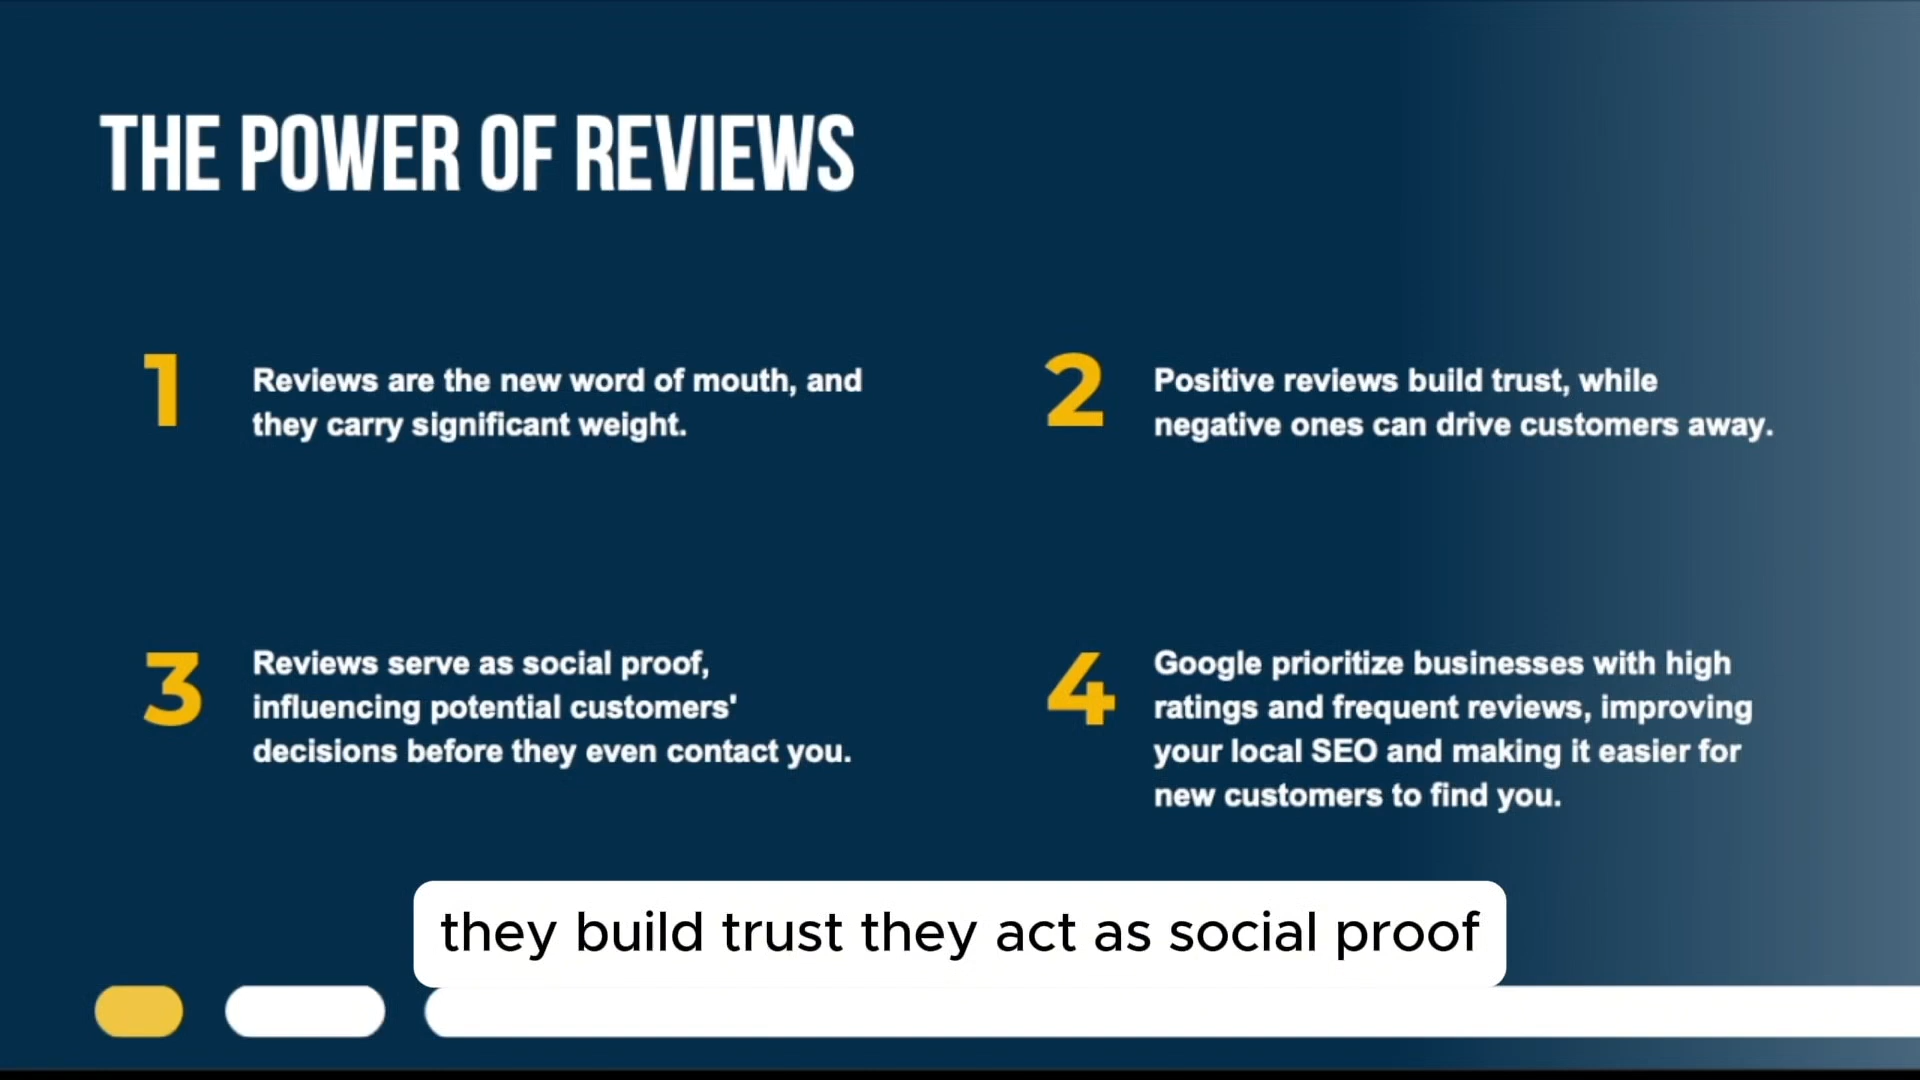 THE POWER OF REVIEWS
1
Reviews are the new word of mouth, and
they carry significant weight.
2
Positive reviews build trust, while
negative ones can drive customers away.
3
Reviews serve as social proof,
influencing potential customers'
decisions before they even contact you.
4
Google prioritize businesses with high
ratings and frequent reviews, improving
your local SEO and making it easier for
new customers to find you.
they build trust they act as social proof